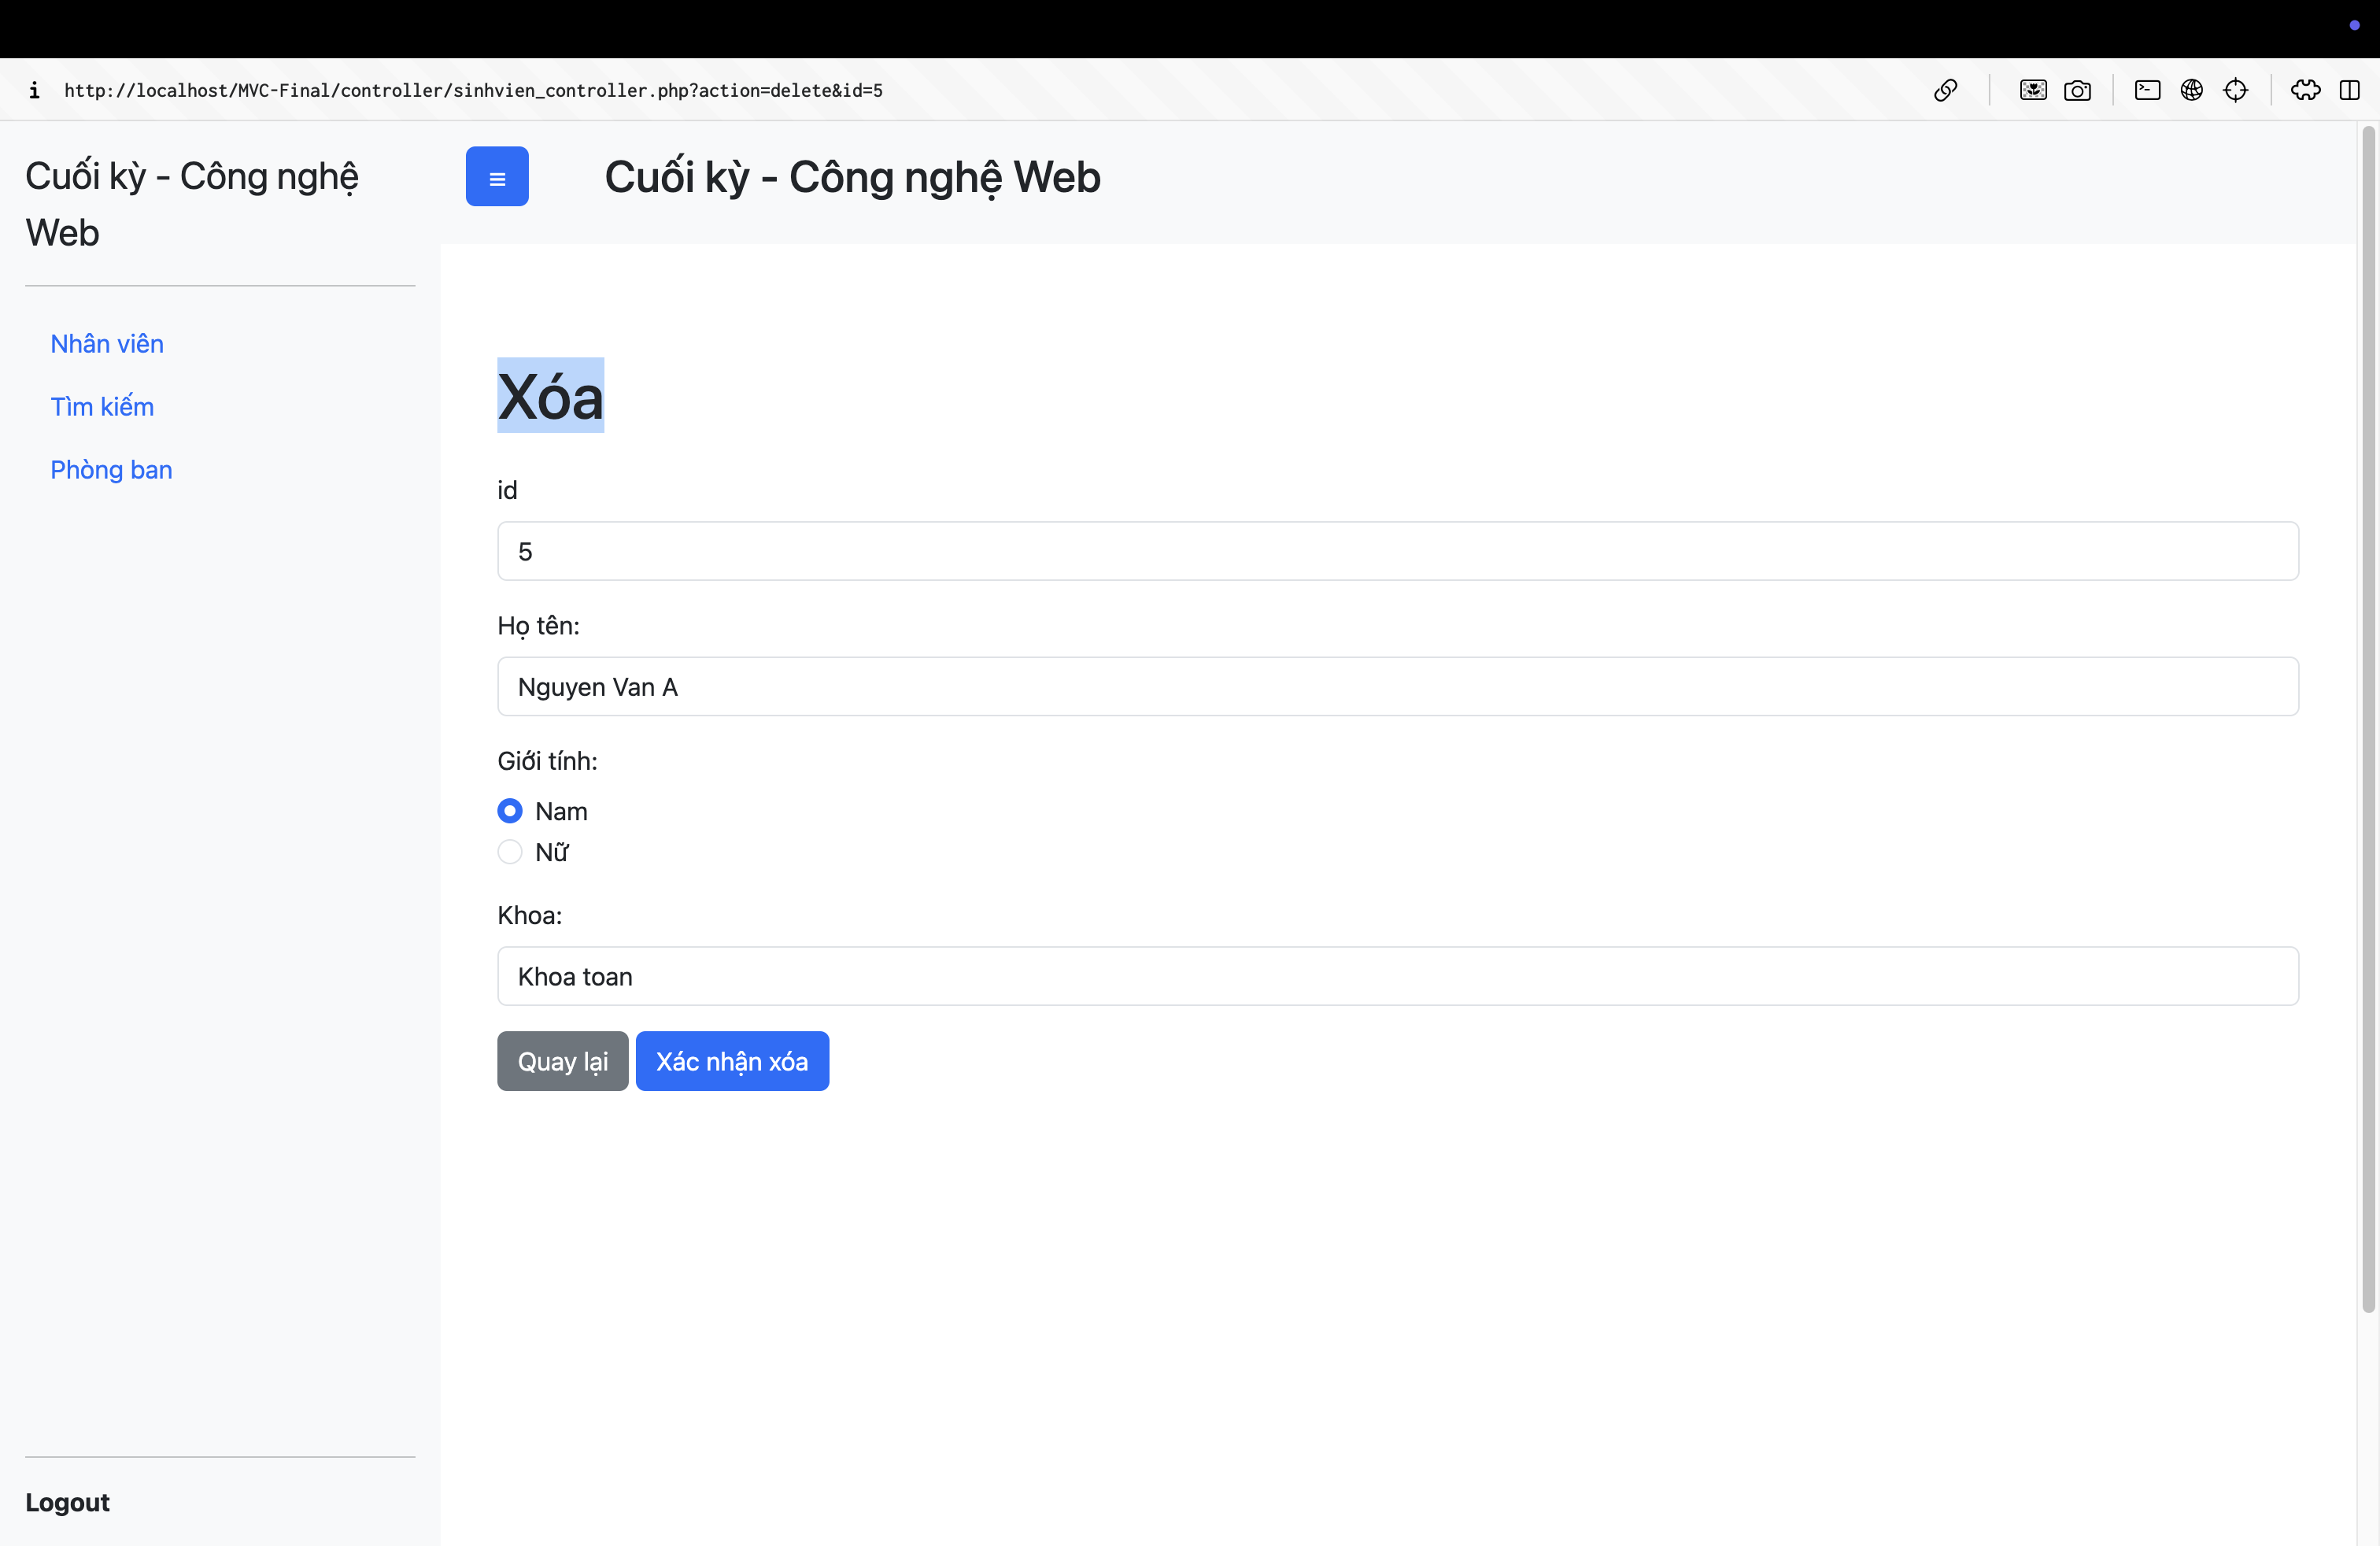 http://localhost/MVC-Final/controller/sinhvien_controller.php?action=delete&id=5
Cuối kỳ - Công nghệ
Web
Cuối kỳ - Công nghệ Web
Nhân viên
Tìm kiếm
Phòng ban
Xóa
id
5
Họ tên:
Nguyen Van A
Giới tính:
Nam
Nữ
Khoa:
Khoa toan
Quay lại
Xác nhận xóa
Logout